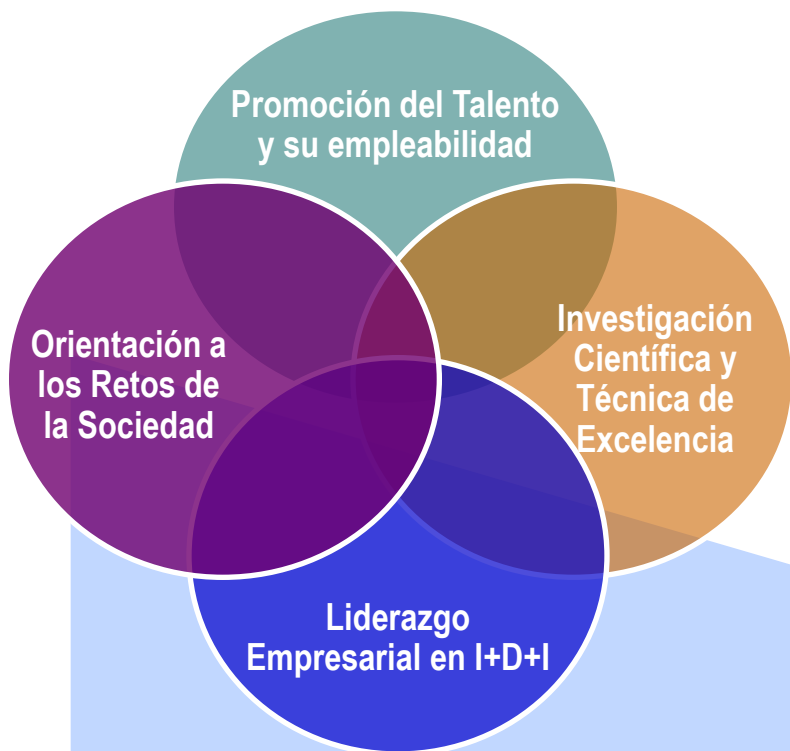 Promoción del Talento
y su empleabilidad
Orientación a
los Retos de
la Sociedad
Investigación
Científica y
Técnica de
Excelencia
Liderazgo
Empresarial en I+D+I